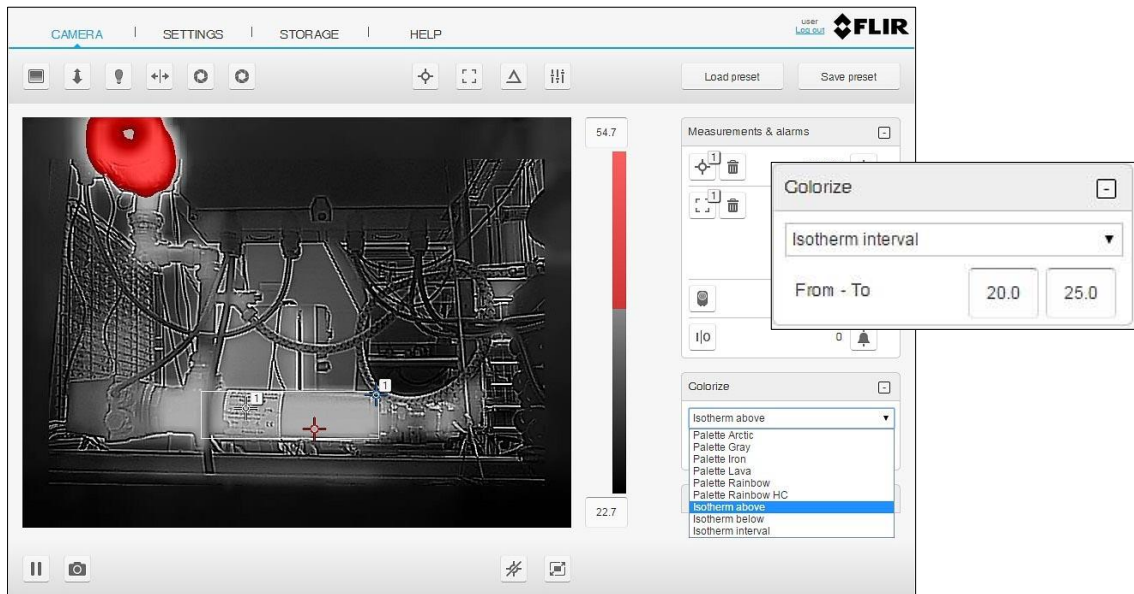 CAMERA
SETTINGS
STORAGE
HELP
user
Log out
FLIR
Load preset
Save preset
54.7
22.7
1
1
Measurements & alarms
1
1
0
Colorize
Isotherm above
Palette Arctic
Palette Gray
Palette Iron
Palette Lava
Palette Rainbow
Palette Rainbow HC
Isotherm above
Isotherm below
Isotherm interval
Colorize
Isotherm interval
From - To
20.0
25.0